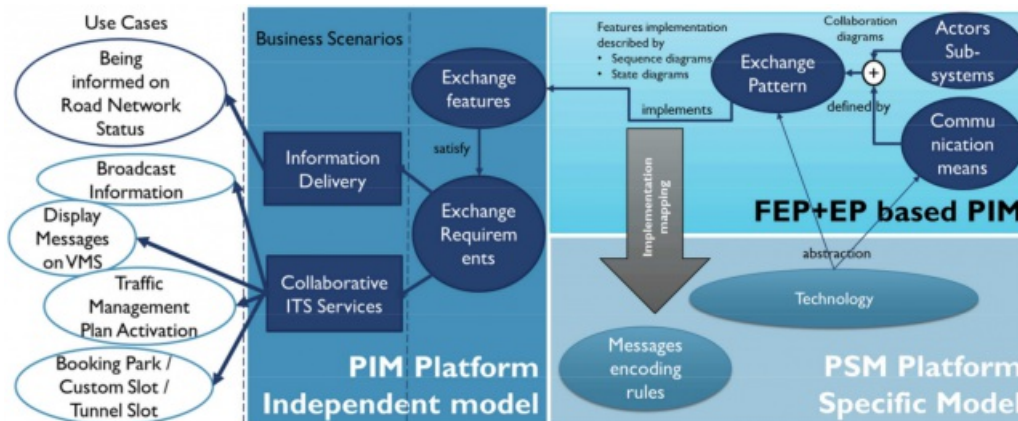 Use Cases
Being
informed on
Road Network
Status
Broadcast
Information
Display
Messages
on VMS
Traffic
Management
Plan Activation
Booking Park /
Custom Slot /
Tunnel Slot
Business Scenarios
Information
Delivery
Collaborative
ITS Services
Exchange
features
satisfy
Exchange
Requirem
ents
PIM Platform
Independent model
Features implementation
described by
• Sequence diagrams
• State diagrams
implements
Exchange
Pattern
Collaboration
diagrams
+
defined by
Actors
Sub-
systems
Commu
nication
means
FEP+EP based PIM
Implementation
mapping
abstraction
Technology
Messages
encoding
rules
PSM Platform
Specific Model